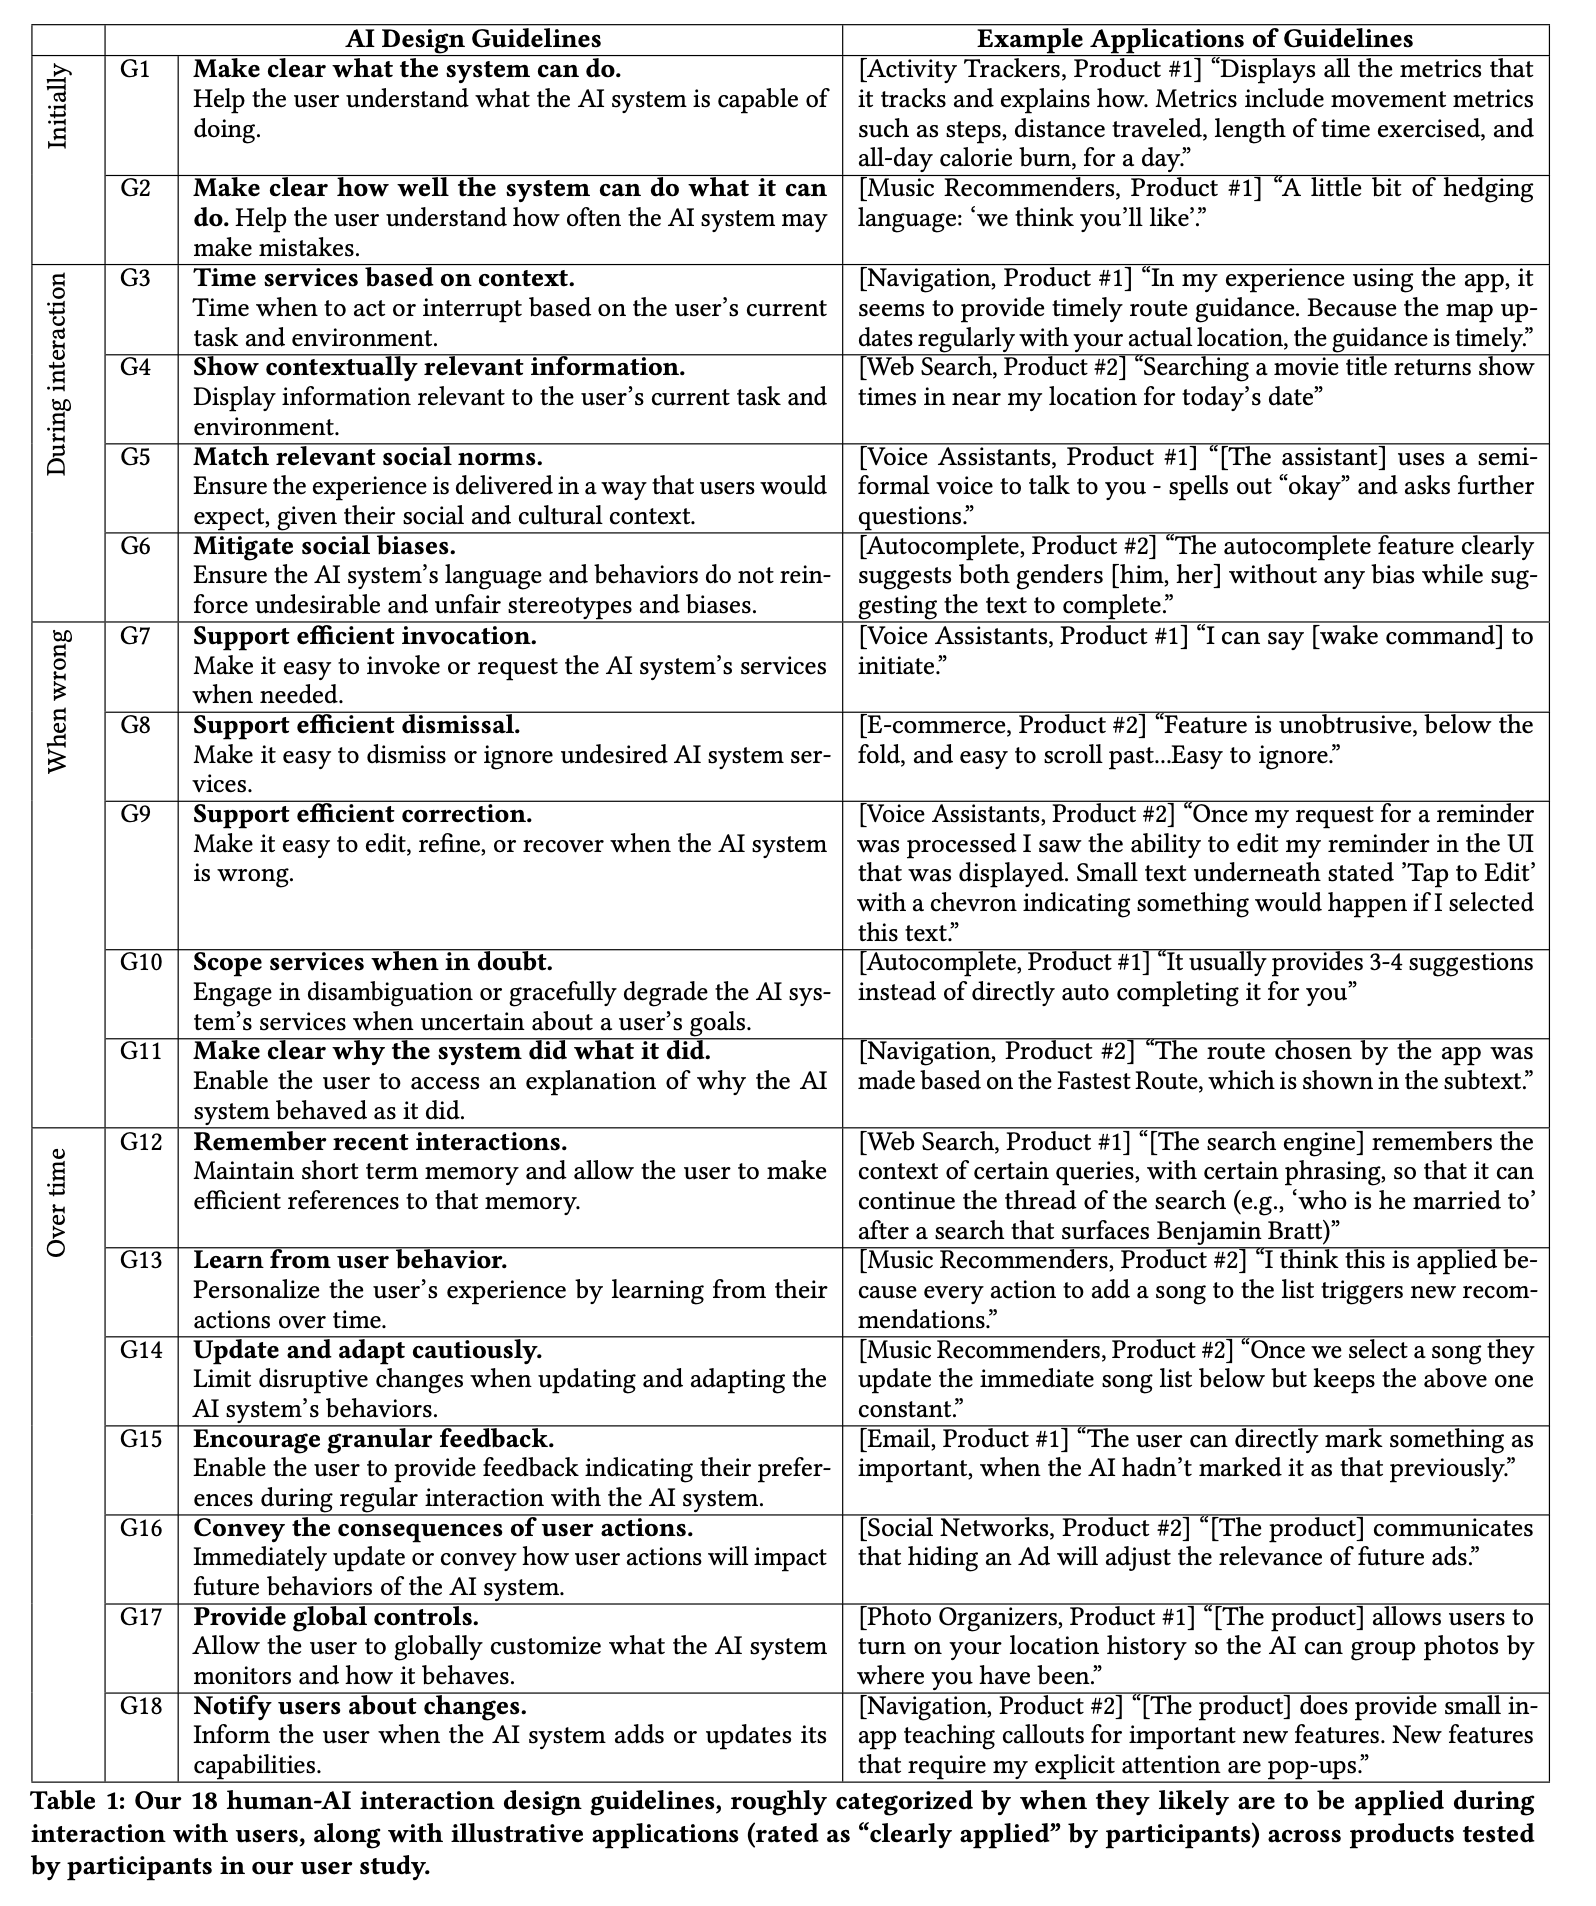 AI Design Guidelines
Example Applications of Guidelines
Initially
G1
Make clear what the system can do.
Help the user understand what the AI system is capable of
doing.
[Activity Trackers, Product #1] “Displays all the metrics that
it tracks and explains how. Metrics include movement metrics
such as steps, distance traveled, length of time exercised, and
all-day calorie burn, for a day.”
G2
Make clear how well the system can do what it can
do. Help the user understand how often the AI system may
make mistakes.
[Music Recommenders, Product #1] “A little bit of hedging
language: ‘we think you’ll like’.”
During interaction
G3
Time services based on context.
Time when to act or interrupt based on the user’s current
task and environment.
[Navigation, Product #1] “In my experience using the app, it
seems to provide timely route guidance. Because the map up-
dates regularly with your actual location, the guidance is timely.”
G4
Show contextually relevant information.
Display information relevant to the user’s current task and
environment.
[Web Search, Product #2] “Searching a movie title returns show
times in near my location for today’s date”
G5
Match relevant social norms.
Ensure the experience is delivered in a way that users would
expect, given their social and cultural context.
[Voice Assistants, Product #1] “[The assistant] uses a semi-
formal voice to talk to you - spells out “okay” and asks further
questions.”
G6
Mitigate social biases.
Ensure the AI system’s language and behaviors do not rein-
force undesirable and unfair stereotypes and biases.
[Autocomplete, Product #2] “The autocomplete feature clearly
suggests both genders [him, her] without any bias while sug-
gesting the text to complete.”
When wrong
G7
Support efficient invocation.
Make it easy to invoke or request the AI system’s services
when needed.
[Voice Assistants, Product #1] “I can say [wake command] to
initiate.”
G8
Support efficient dismissal.
Make it easy to dismiss or ignore undesired AI system ser-
vices.
[E-commerce, Product #2] “Feature is unobtrusive, below the
fold, and easy to scroll past...Easy to ignore.”
G9
Support efficient correction.
Make it easy to edit, refine, or recover when the AI system
is wrong.
[Voice Assistants, Product #2] “Once my request for a reminder
was processed I saw the ability to edit my reminder in the UI
that was displayed. Small text underneath stated ’Tap to Edit’
with a chevron indicating something would happen if I selected
this text.”
G10
Scope services when in doubt.
Engage in disambiguation or gracefully degrade the AI sys-
tem’s services when uncertain about a user’s goals.
[Autocomplete, Product #1] “It usually provides 3-4 suggestions
instead of directly auto completing it for you”
G11
Make clear why the system did what it did.
Enable the user to access an explanation of why the AI
system behaved as it did.
[Navigation, Product #2] “The route chosen by the app was
made based on the Fastest Route, which is shown in the subtext.”
Over time
G12
Remember recent interactions.
Maintain short term memory and allow the user to make
efficient references to that memory.
[Web Search, Product #1] “[The search engine] remembers the
context of certain queries, with certain phrasing, so that it can
continue the thread of the search (e.g., ‘who is he married to’
after a search that surfaces Benjamin Bratt)”
G13
Learn from user behavior.
Personalize the user’s experience by learning from their
actions over time.
[Music Recommenders, Product #2] “I think this is applied be-
cause every action to add a song to the list triggers new recom-
mendations.”
G14
Update and adapt cautiously.
Limit disruptive changes when updating and adapting the
AI system’s behaviors.
[Music Recommenders, Product #2] “Once we select a song they
update the immediate song list below but keeps the above one
constant.”
G15
Encourage granular feedback.
Enable the user to provide feedback indicating their prefer-
ences during regular interaction with the AI system.
[Email, Product #1] “The user can directly mark something as
important, when the AI hadn’t marked it as that previously.”
G16
Convey the consequences of user actions.
Immediately update or convey how user actions will impact
future behaviors of the AI system.
[Social Networks, Product #2] “[The product] communicates
that hiding an Ad will adjust the relevance of future ads.”
G17
Provide global controls.
Allow the user to globally customize what the AI system
monitors and how it behaves.
[Photo Organizers, Product #1] “[The product] allows users to
turn on your location history so the AI can group photos by
where you have been.”
G18
Notify users about changes.
Inform the user when the AI system adds or updates its
capabilities.
[Navigation, Product #2] “[The product] does provide small in-
app teaching callouts for important new features. New features
that require my explicit attention are pop-ups.”
Table 1: Our 18 human-AI interaction design guidelines, roughly categorized by when they likely are to be applied during
interaction with users, along with illustrative applications (rated as “clearly applied” by participants) across products tested
by participants in our user study.